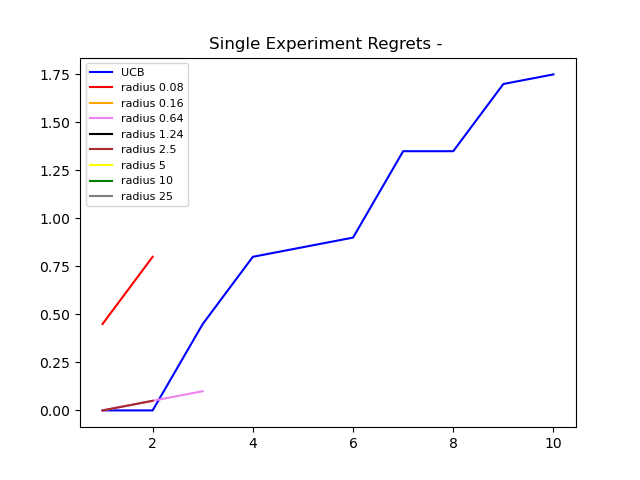 Single Experiment Regrets -
UCB
radius 0.08
radius 0.16
radius 0.64
radius 1.24
radius 2.5
radius 5
radius 10
radius 25
1.75
1.50
1.25
1.00
0.75
0.50
0.25
0.00
2 4 6 8 10